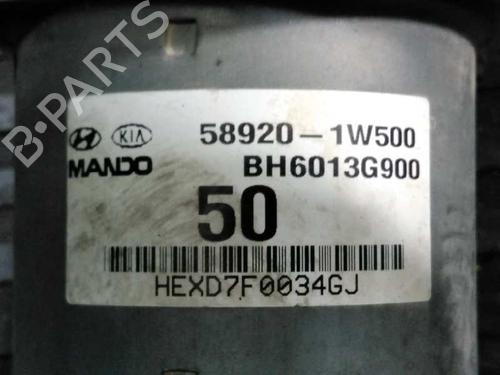 B-PARTS
KIA 58920-1W500
MANDO BH6013G900
50
HEXD7F0034GJ